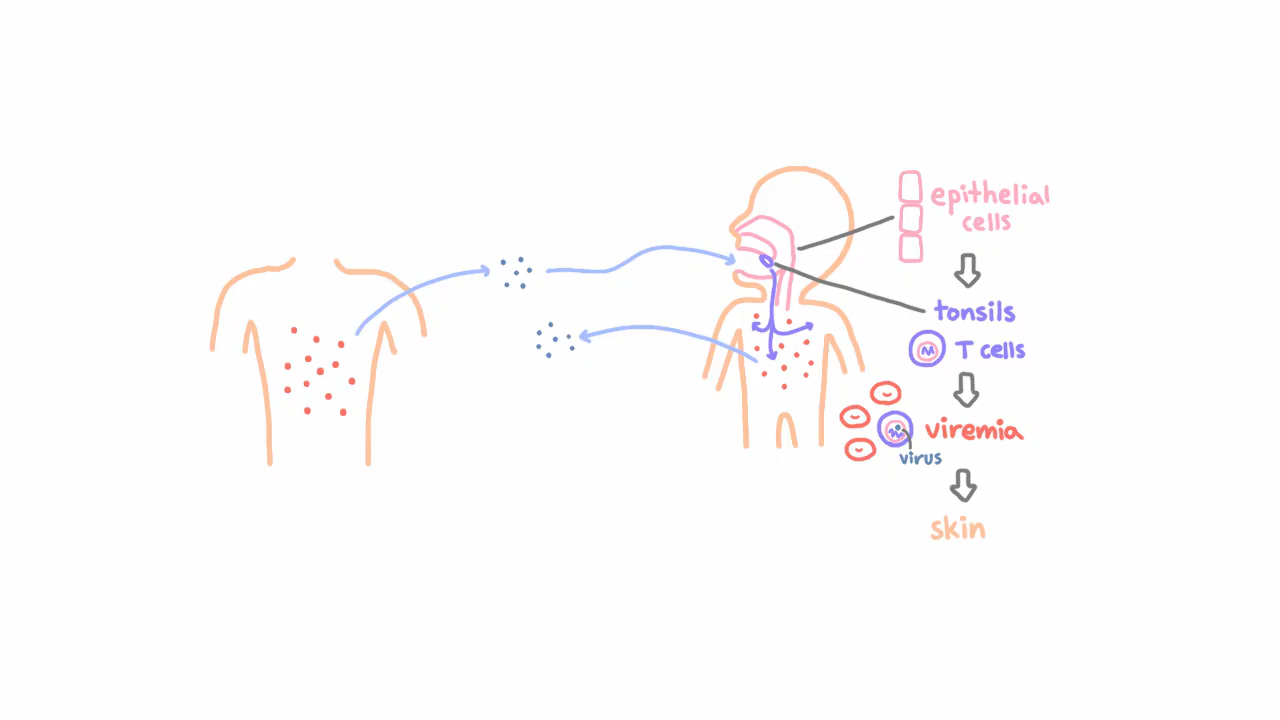 epithelial
cells
tonsils
T cells
viremia
virus
skin